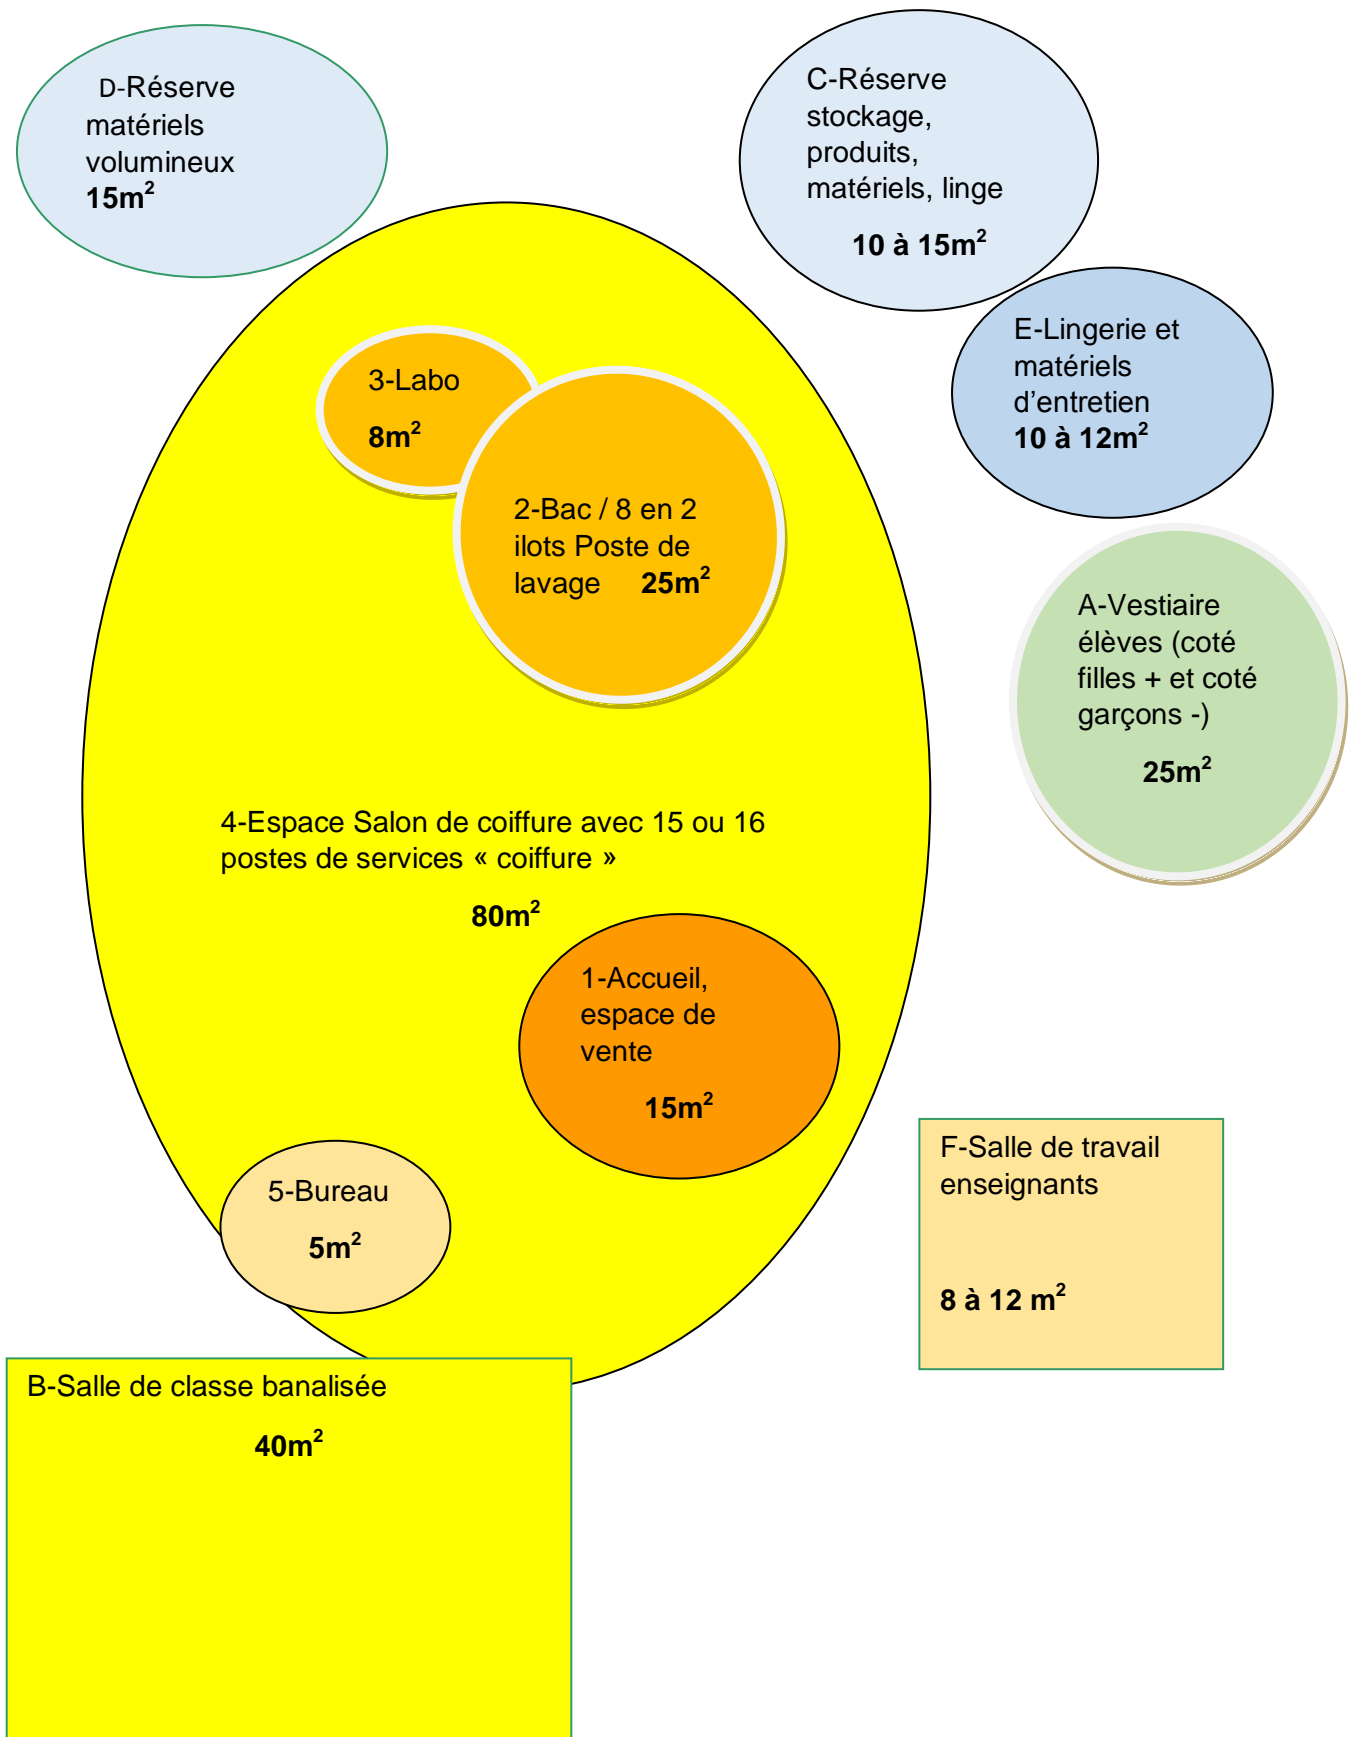 D-Réserve
matériels
volumineux
15m²
C-Réserve
stockage,
produits,
matériels, linge
10 à 15m²
E-Lingerie et
matériels
d’entretien
10 à 12m²
3-Labo
8m²
2-Bac / 8 en 2
ilots Poste de
lavage 25m²
A-Vestiaire
élèves (coté
filles + et coté
garçons -)
25m²
4-Espace Salon de coiffure avec 15 ou 16
postes de services « coiffure »
80m²
1-Accueil,
espace de
vente
15m²
F-Salle de travail
enseignants
8 à 12 m²
5-Bureau
5m²
B-Salle de classe banalisée
40m²